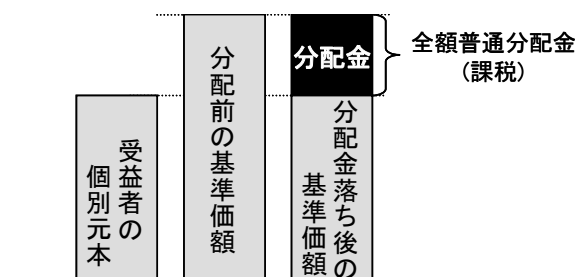 分配金
全額普通分配金
(課税)
分配前の基準価額
受益者の
個別元本
分配金落ち後の
基準価額